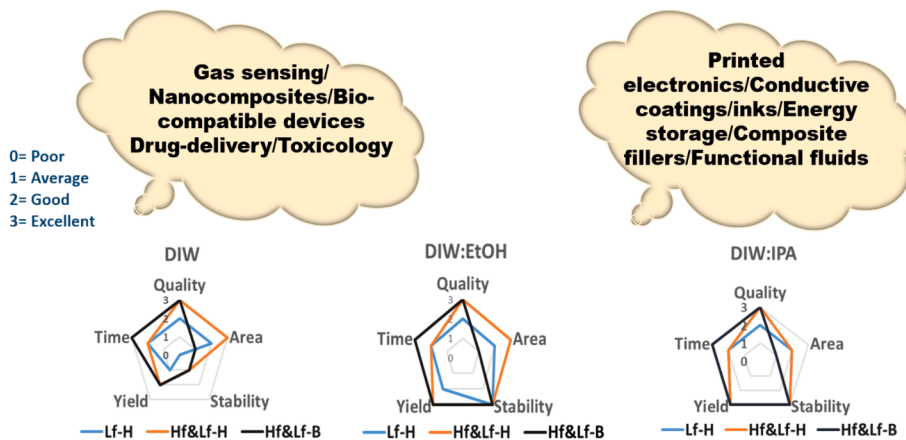 Gas sensing/
Nanocomposites/Bio-
compatible devices
Drug-delivery/Toxicology
Printed
electronics/Conductive
coatings/inks/Energy
storage/Composite
fillers/Functional fluids
0= Poor
1= Average
2= Good
3= Excellent
DIW
Quality
3
2
1
0
Time
Area
Yield
Stability
Lf-H
Hf&Lf-H
Hf&Lf-B
DIW:EtOH
Quality
3
2
1
0
Time
Area
Yield
Stability
Lf-H
Hf&Lf-H
Hf&Lf-B
DIW:IPA
Quality
3
2
1
0
Time
Area
Yield
Stability
Lf-H
Hf&Lf-H
Hf&Lf-B